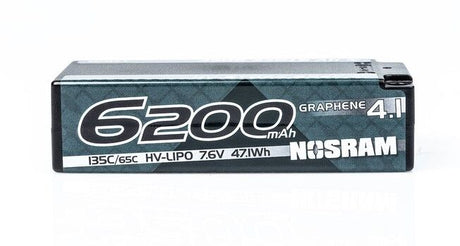 6200mAh
GRAPHENE 4.1
135C/65C HV-LIPO 7.6V 47.1Wh
NOSRAM